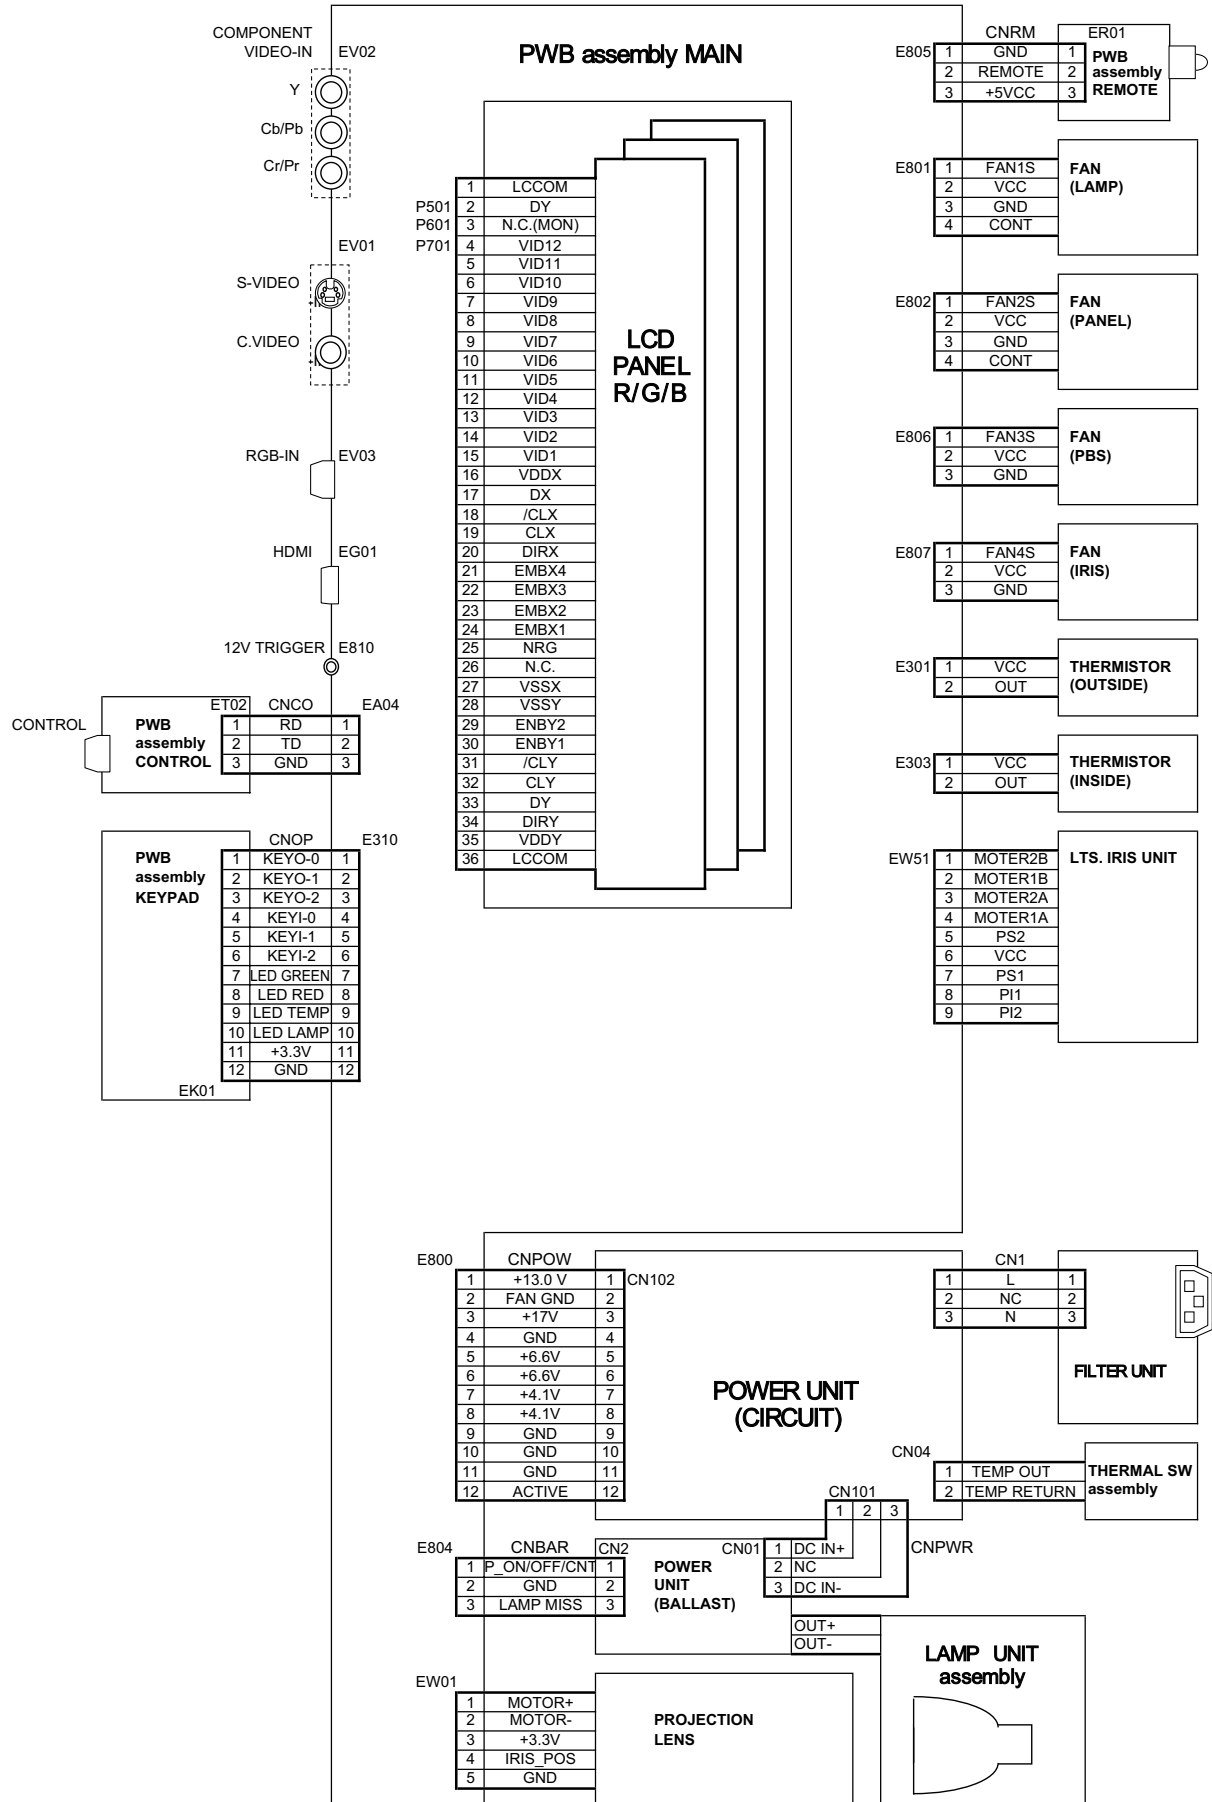 PWB assembly MAIN
COMPONENT
VIDEO-IN EV02
Y
Cb/Pb
Cr/Pr
EV01
S-VIDEO
C.VIDEO
RGB-IN EV03
HDMI EG01
12V TRIGGER E810
CONTROL
PWB
assembly
CONTROL
ET02 CNCO EA04
1 RD 1
2 TD 2
3 GND 3
PWB
assembly
KEYPAD
CNOP E310
1 KEYO-0 1
2 KEYO-1 2
3 KEYO-2 3
4 KEYI-0 4
5 KEYI-1 5
6 KEYI-2 6
7 LED GREEN 7
8 LED RED 8
9 LED TEMP 9
10 LED LAMP 10
11 +3.3V 11
12 GND 12
EK01
P501
P601
P701
1 LCCOM
2 DY
3 N.C.(MON)
4 VID12
5 VID11
6 VID10
7 VID9
8 VID8
9 VID7
10 VID6
11 VID5
12 VID4
13 VID3
14 VID2
15 VID1
16 VDDX
17 DX
18 /CLX
19 CLX
20 DIRX
21 EMBX4
22 EMBX3
23 EMBX2
24 EMBX1
25 NRG
26 N.C.
27 VSSX
28 VSSY
29 ENBY2
30 ENBY1
31 /CLY
32 CLY
33 DY
34 DIRY
35 VDDY
36 LCCOM
LCD
PANEL
R/G/B
CNRM ER01
E805 1 GND 1
2 REMOTE 2
3 +5VCC 3
PWB
assembly
REMOTE
E801 1 FAN1S
2 VCC
3 GND
4 CONT
FAN
(LAMP)
E802 1 FAN2S
2 VCC
3 GND
4 CONT
FAN
(PANEL)
E806 1 FAN3S
2 VCC
3 GND
FAN
(PBS)
E807 1 FAN4S
2 VCC
3 GND
FAN
(IRIS)
E301 1 VCC
2 OUT
THERMISTOR
(OUTSIDE)
E303 1 VCC
2 OUT
THERMISTOR
(INSIDE)
EW51 1 MOTER2B
2 MOTER1B
3 MOTER2A
4 MOTER1A
5 PS2
6 VCC
7 PS1
8 PI1
9 PI2
LTS. IRIS UNIT
E800 CNPOW
CN102
1 +13.0 V 1
2 FAN GND 2
3 +17V 3
4 GND 4
5 +6.6V 5
6 +6.6V 6
7 +4.1V 7
8 +4.1V 8
9 GND 9
10 GND 10
11 GND 11
12 ACTIVE 12
POWER UNIT
(CIRCUIT)
CN1
1 L 1
2 NC 2
3 N 3
FILTER UNIT
CN04
1 TEMP OUT
2 TEMP RETURN
THERMAL SW
assembly
CN101
1 2 3
CNPWR
CN01 1 DC IN+
2 NC
3 DC IN-
E804 CNBAR CN2
1 P_ON/OFF/CNT 1
2 GND 2
3 LAMP MISS 3
POWER
UNIT
(BALLAST)
OUT+
OUT-
LAMP UNIT
assembly
EW01
1 MOTOR+
2 MOTOR-
3 +3.3V
4 IRIS_POS
5 GND
PROJECTION
LENS